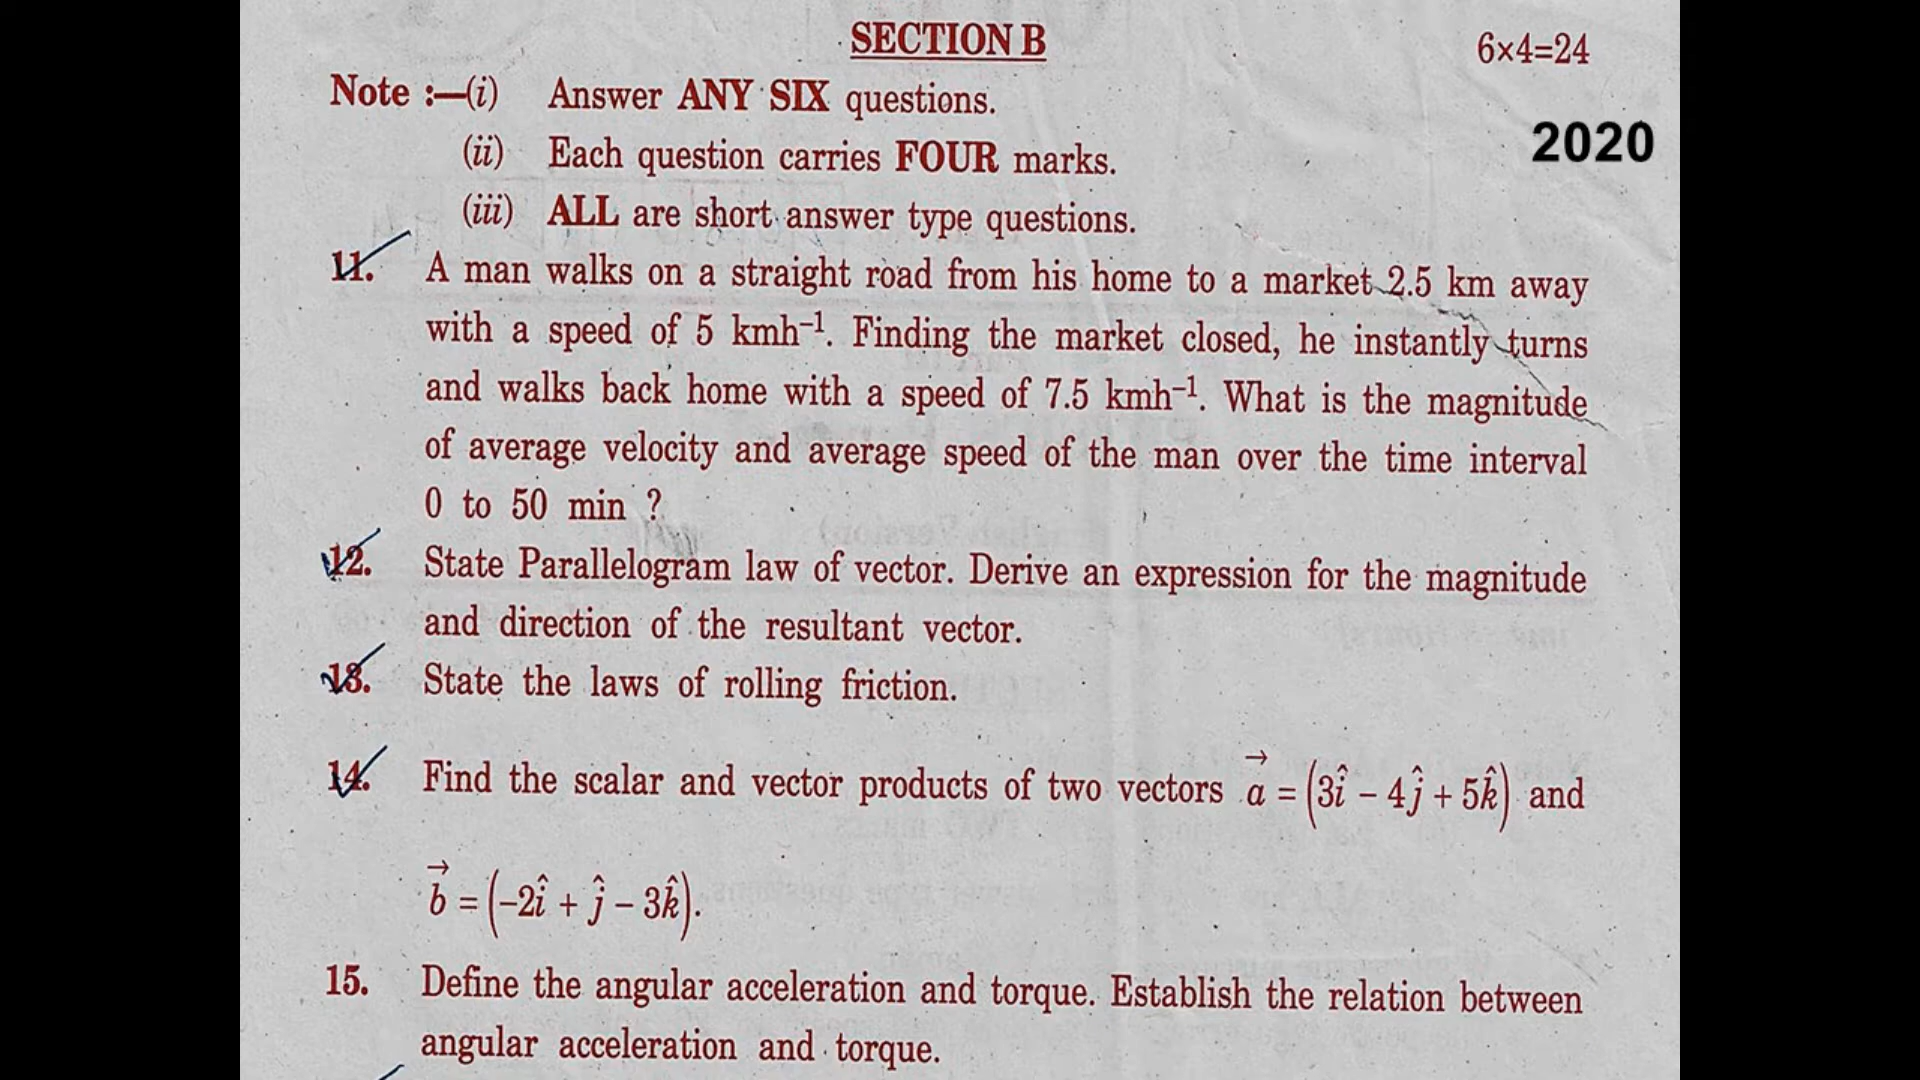 SECTION B
6×4=24
Note :—(i) Answer ANY SIX questions.
2020
(ii) Each question carries FOUR marks.
(iii) ALL are short answer type questions.
11. A man walks on a straight road from his home to a market 2.5 km away
with a speed of 5 kmh⁻¹. Finding the market closed, he instantly turns
and walks back home with a speed of 7.5 kmh⁻¹. What is the magnitude
of average velocity and average speed of the man over the time interval
0 to 50 min ?
12. State Parallelogram law of vector. Derive an expression for the magnitude
and direction of the resultant vector.
13. State the laws of rolling friction.
14. Find the scalar and vector products of two vectors a⃗ = (3î − 4ĵ + 5k̂) and
b⃗ = (−2î + ĵ − 3k̂).
15. Define the angular acceleration and torque. Establish the relation between
angular acceleration and torque.